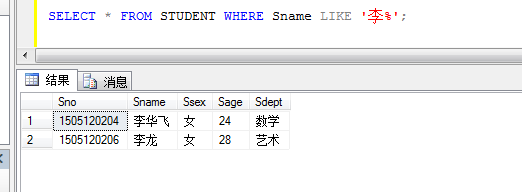 SELECT * FROM STUDENT WHERE Sname LIKE '李%';
结果 消息
Sno Sname Ssex Sage Sdept
1 1505120204 李华飞 女 24 数学
2 1505120206 李龙 女 28 艺术